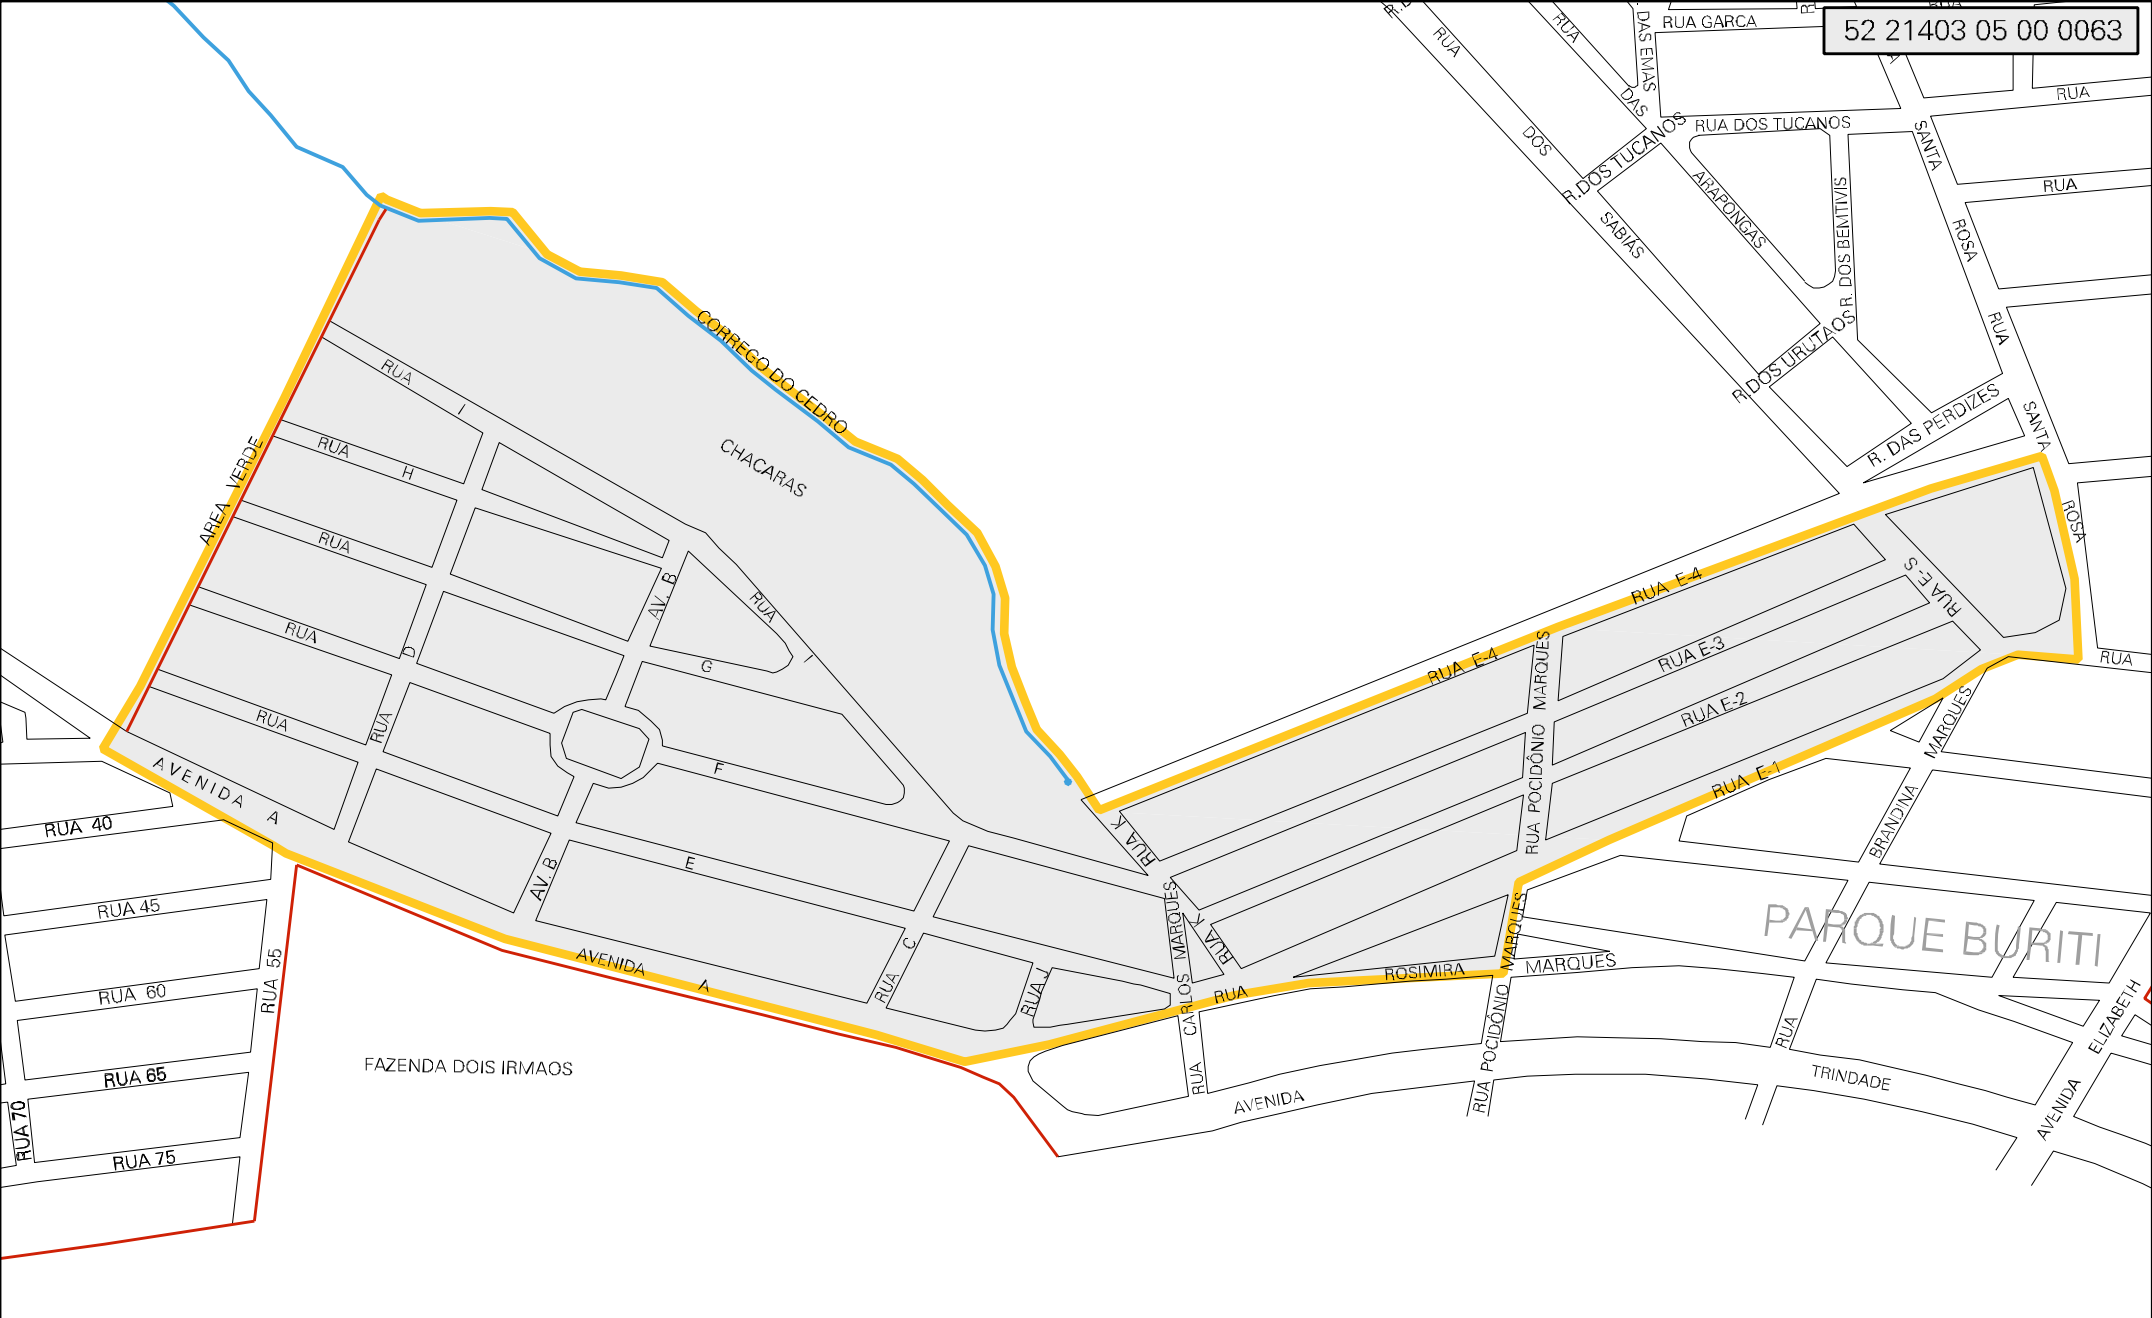 52 21403 05 00 0063
RUA GARCA
DAS EMAS
RUA
RUA
DAS
DOS
RUA DOS TUCANOS
R.DOS TUCANOS
RUA
SANTA
RUA
ARAPONGAS
R. DOS BEMTIVIS
SABIÁS
ROSA
RUA
R.DOS URUTAOS
R. DAS PERDIZES
SANTA
ROSA
RUA
CORREGO DO CEDRO
CHACARAS
RUA
I
RUA
H
AREA VERDE
RUA
AV. B
RUA
I
G
RUA
D
RUA
RUA
F
AVENIDA
A
E
AV. B
AVENIDA
A
RUA
C
RUA J
RUA 40
RUA 45
RUA 55
RUA 60
RUA 65
RUA 70
RUA 75
FAZENDA DOIS IRMAOS
RUA E-4
RUA E-4
RUA E-S
RUA E-3
RUA E-2
RUA E-1
RUA POCIDÔNIO MARQUES
RUA K
RUA K
RUA CARLOS MARQUES
RUA
ROSIMIRA
MARQUES
RUA POCIDÔNIO MARQUES
BRANDINA
MARQUES
RUA
PARQUE BURITI
AVENIDA
TRINDADE
AVENIDA
ELIZABETH